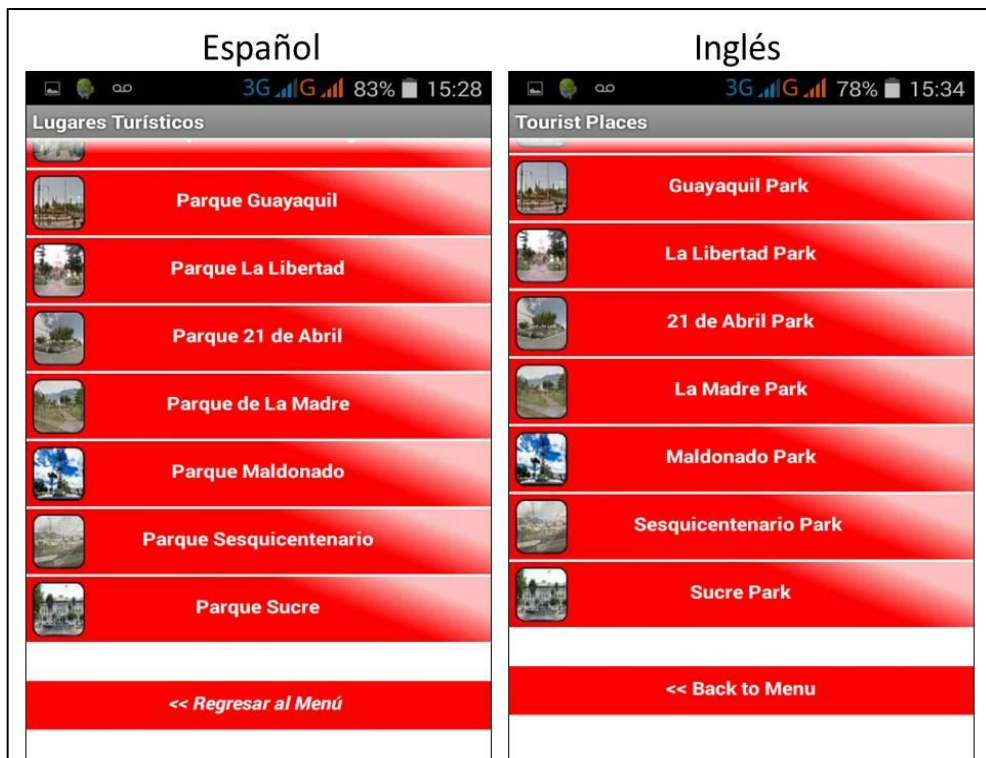 Español
3G G 83% 15:28
Lugares Turísticos
Parque Guayaquil
Parque La Libertad
Parque 21 de Abril
Parque de La Madre
Parque Maldonado
Parque Sesquicentenario
Parque Sucre
<< Regresar al Menú
Inglés
3G G 78% 15:34
Tourist Places
Guayaquil Park
La Libertad Park
21 de Abril Park
La Madre Park
Maldonado Park
Sesquicentenario Park
Sucre Park
<< Back to Menu